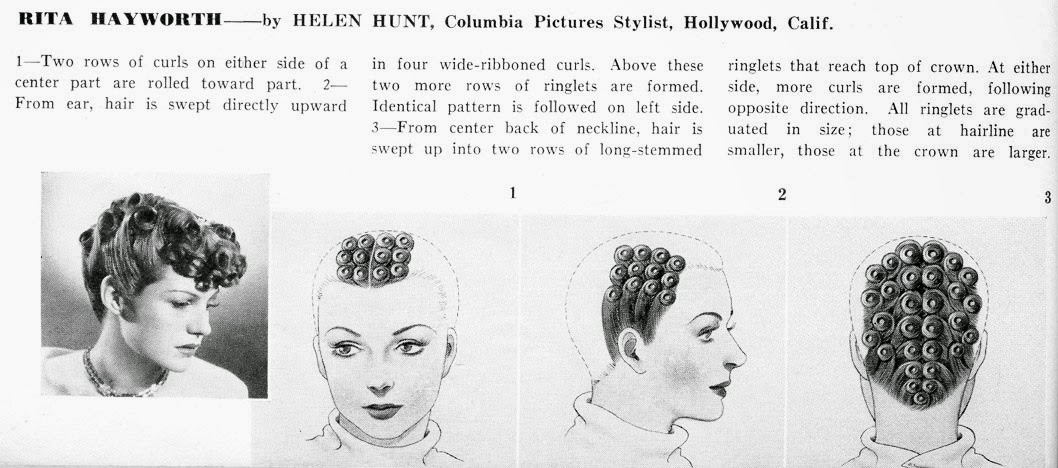 RITA HAYWORTH——by HELEN HUNT, Columbia Pictures Stylist, Hollywood, Calif.
1—Two rows of curls on either side of a
center part are rolled toward part. 2—
From ear, hair is swept directly upward
in four wide-ribboned curls. Above these
two more rows of ringlets are formed.
Identical pattern is followed on left side.
3—From center back of neckline, hair is
swept up into two rows of long-stemmed
ringlets that reach top of crown. At either
side, more curls are formed, following
opposite direction. All ringlets are grad-
uated in size; those at hairline are
smaller, those at the crown are larger.
1
2
3